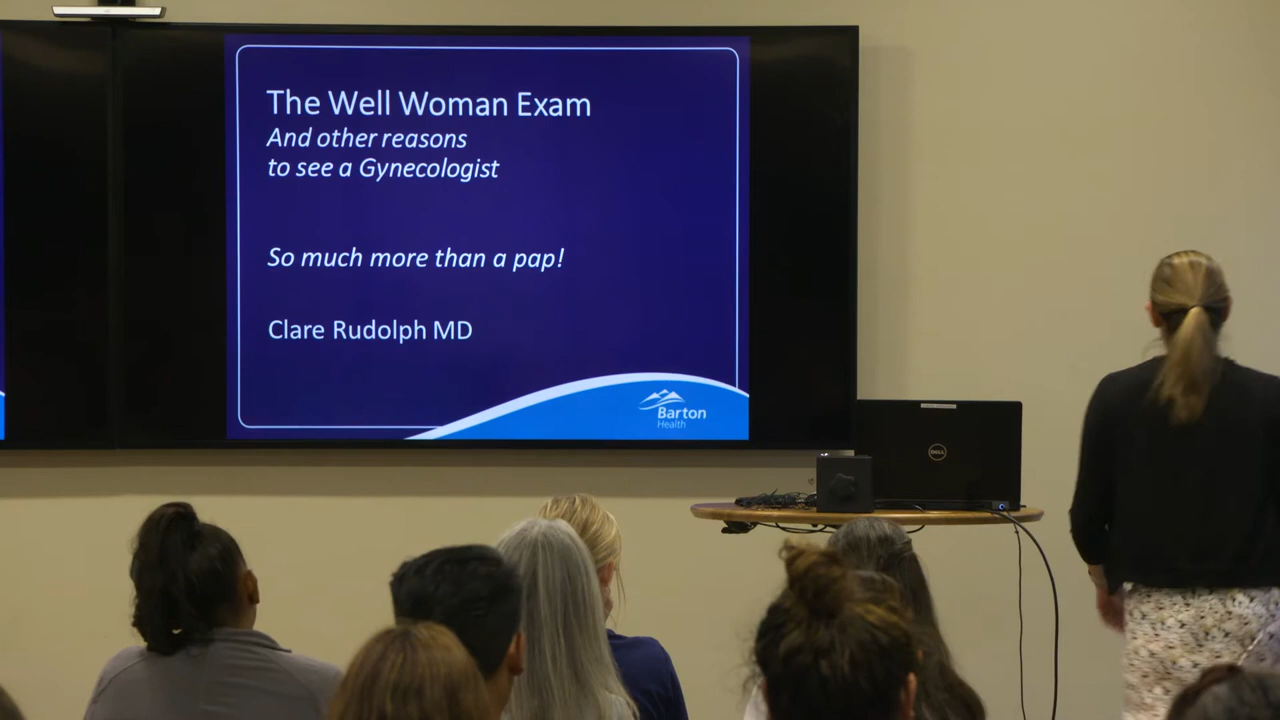 The Well Woman Exam
And other reasons
to see a Gynecologist
So much more than a pap!
Clare Rudolph MD
Barton
Health
DELL